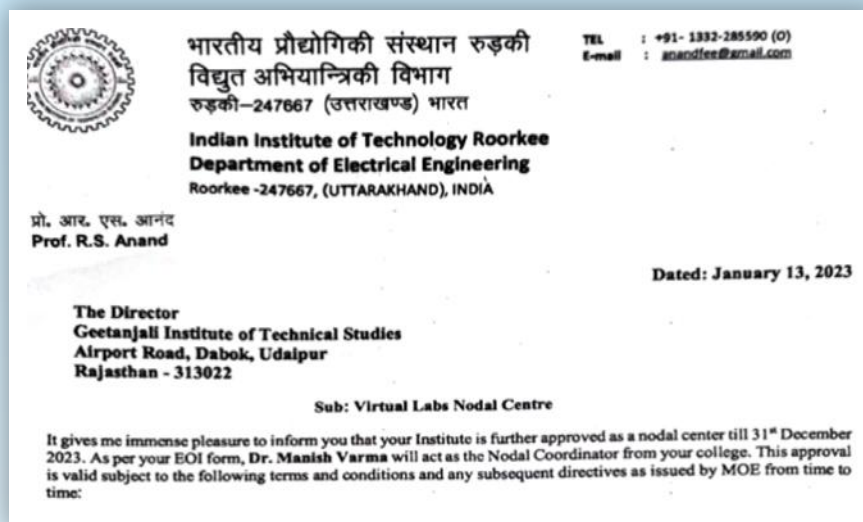 भारतीय प्रौद्योगिकी संस्थान रुड़की
विद्युत अभियान्त्रिकी विभाग
रुड़की–247667 (उत्तराखण्ड) भारत
Indian Institute of Technology Roorkee
Department of Electrical Engineering
Roorkee -247667, (UTTARAKHAND), INDIA
TEL : +91- 1332-285590 (O)
E-mail : anandfee@gmail.com
प्रो. आर. एस. आनंद
Prof. R.S. Anand
Dated: January 13, 2023
The Director
Geetanjali Institute of Technical Studies
Airport Road, Dabok, Udaipur
Rajasthan - 313022
Sub: Virtual Labs Nodal Centre
It gives me immense pleasure to inform you that your Institute is further approved as a nodal center till 31st December
2023. As per your EOI form, Dr. Manish Varma will act as the Nodal Coordinator from your college. This approval
is valid subject to the following terms and conditions and any subsequent directives as issued by MOE from time to
time: